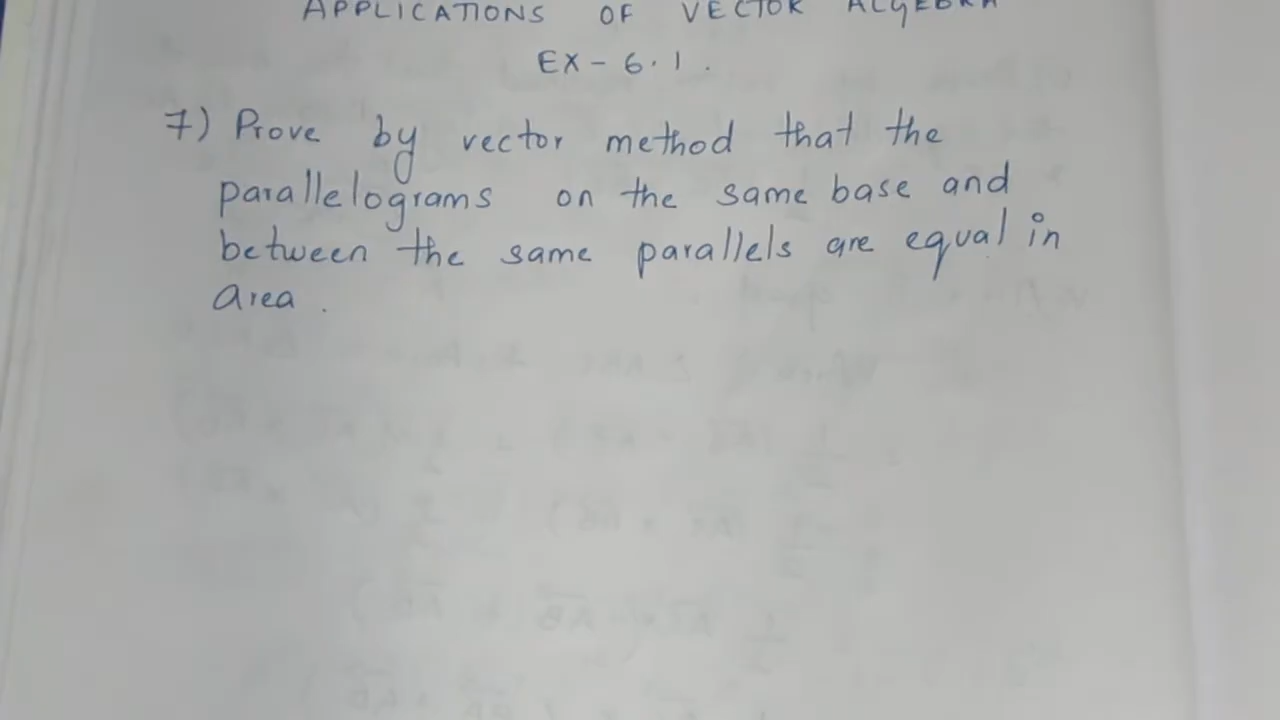 APPLICATIONS OF VECTOR ALGEBRA
EX - 6.1.
7) Prove by vector method that the
parallelograms on the same base and
between the same parallels are equal in
area.